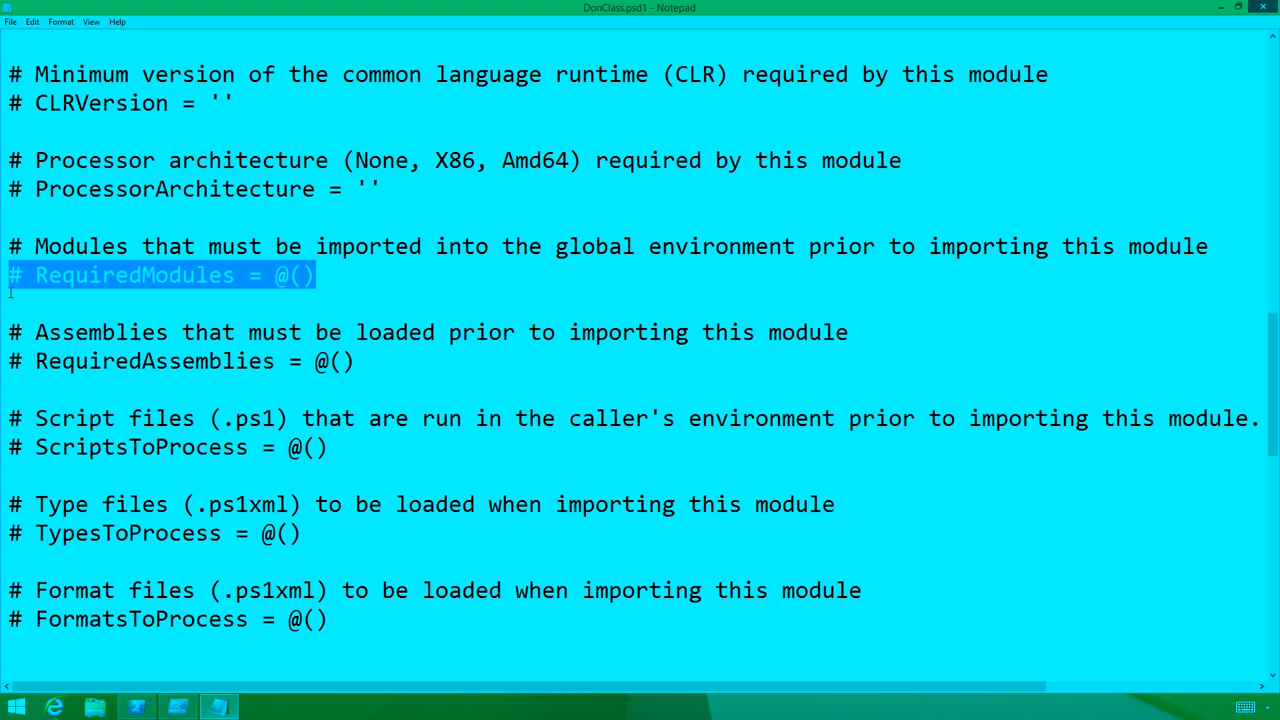 DonClass.psd1 - Notepad
File Edit Format View Help
# Minimum version of the common language runtime (CLR) required by this module
# CLRVersion = ''
# Processor architecture (None, X86, Amd64) required by this module
# ProcessorArchitecture = ''
# Modules that must be imported into the global environment prior to importing this module
# RequiredModules = @()
# Assemblies that must be loaded prior to importing this module
# RequiredAssemblies = @()
# Script files (.ps1) that are run in the caller's environment prior to importing this module.
# ScriptsToProcess = @()
# Type files (.ps1xml) to be loaded when importing this module
# TypesToProcess = @()
# Format files (.ps1xml) to be loaded when importing this module
# FormatsToProcess = @()